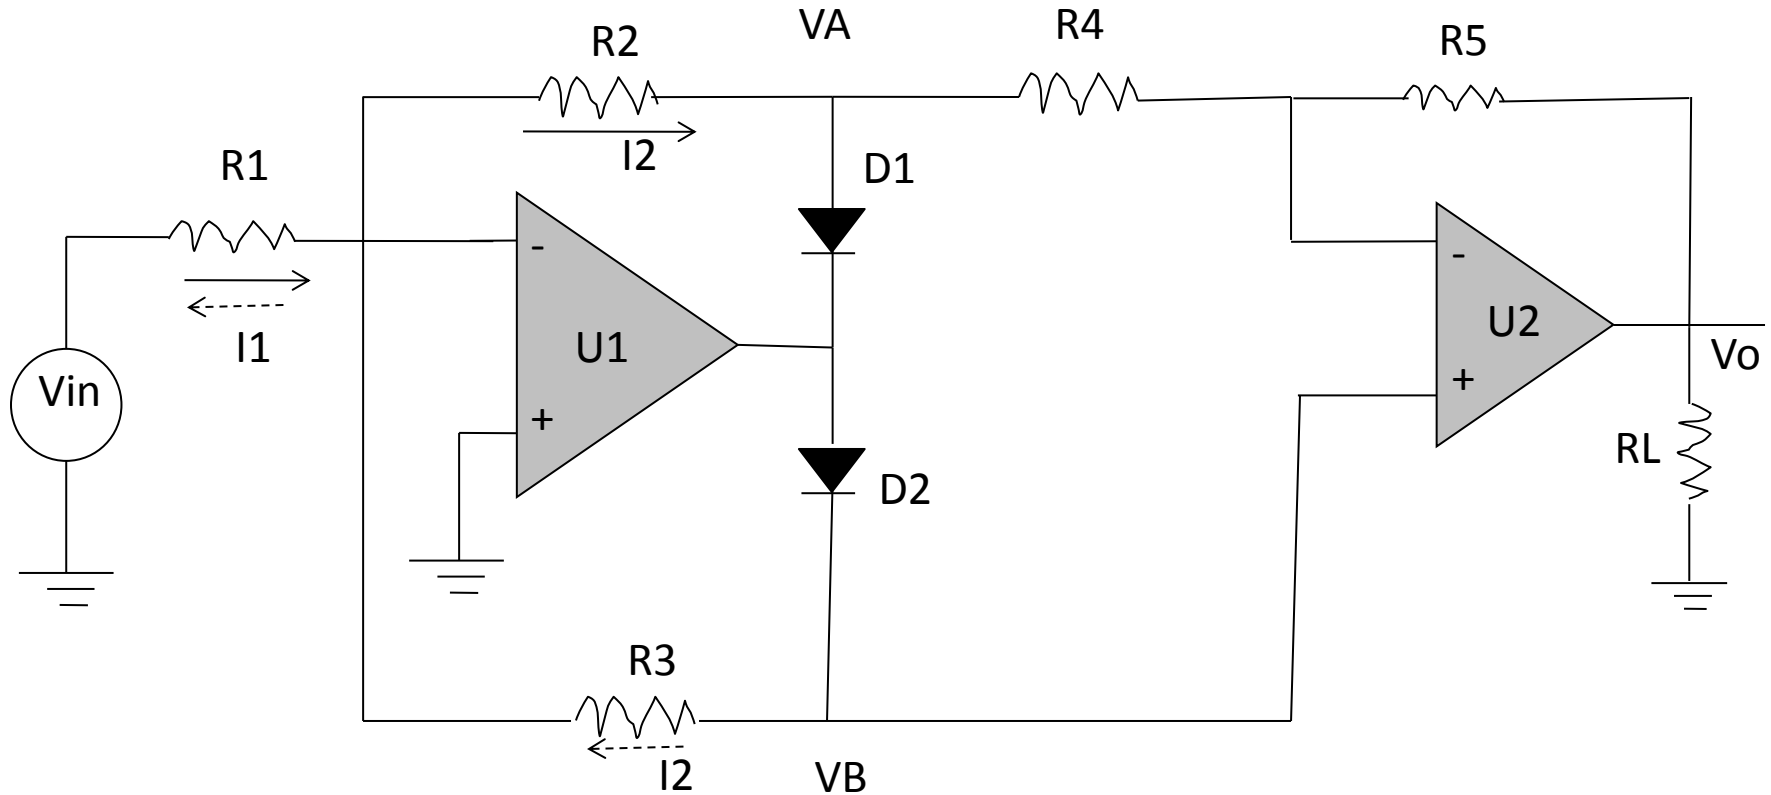 VA
R4
R5
R2
I2
R1
D1
-
-
U1
U2
I1
Vo
Vin
+
+
RL
D2
R3
I2
VB